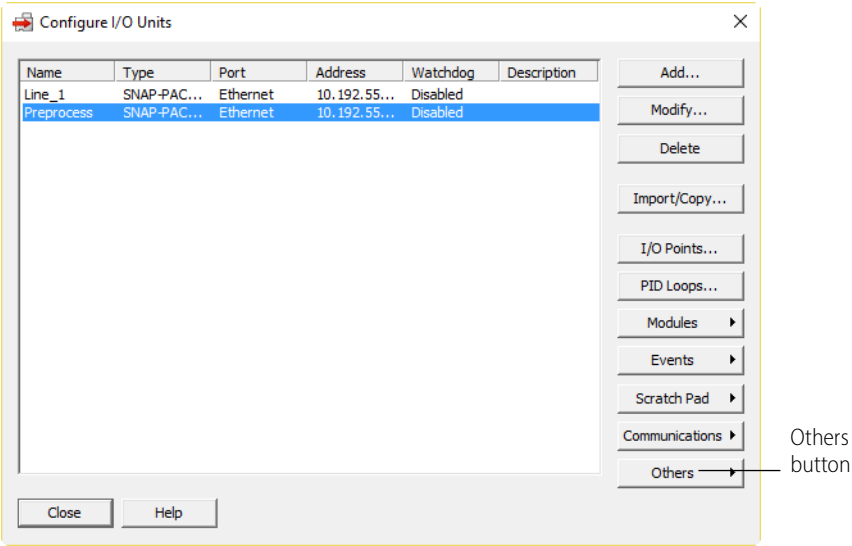 Configure I/O Units
Name Type Port Address Watchdog Description
Line_1 SNAP-PAC... Ethernet 10.192.55... Disabled
Preprocess SNAP-PAC... Ethernet 10.192.55... Disabled
Add...
Modify...
Delete
Import/Copy...
I/O Points...
PID Loops...
Modules
Events
Scratch Pad
Communications
Others
Others
button
Close Help